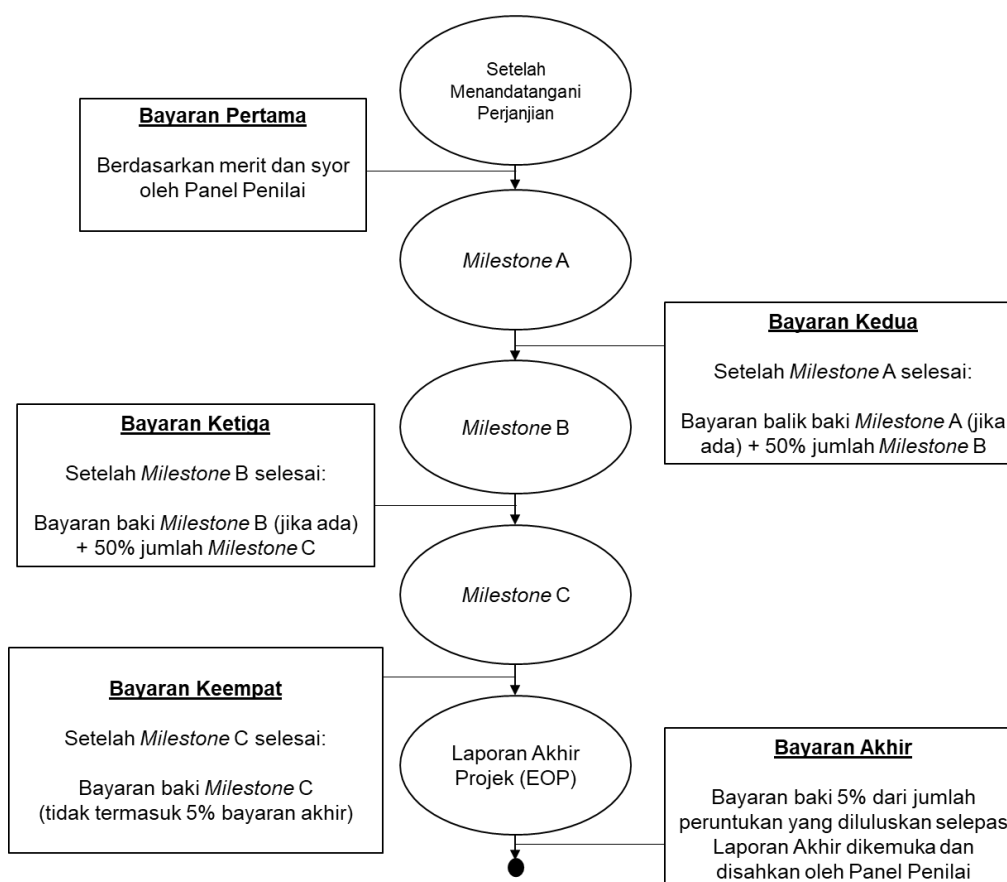 Setelah
Menandatangani
Perjanjian
Bayaran Pertama
Berdasarkan merit dan syor
oleh Panel Penilai
Milestone A
Bayaran Kedua
Setelah Milestone A selesai:
Bayaran balik baki Milestone A (jika
ada) + 50% jumlah Milestone B
Milestone B
Bayaran Ketiga
Setelah Milestone B selesai:
Bayaran baki Milestone B (jika ada)
+ 50% jumlah Milestone C
Milestone C
Bayaran Keempat
Setelah Milestone C selesai:
Bayaran baki Milestone C
(tidak termasuk 5% bayaran akhir)
Laporan Akhir
Projek (EOP)
Bayaran Akhir
Bayaran baki 5% dari jumlah
peruntukan yang diluluskan selepas
Laporan Akhir dikemuka dan
disahkan oleh Panel Penilai